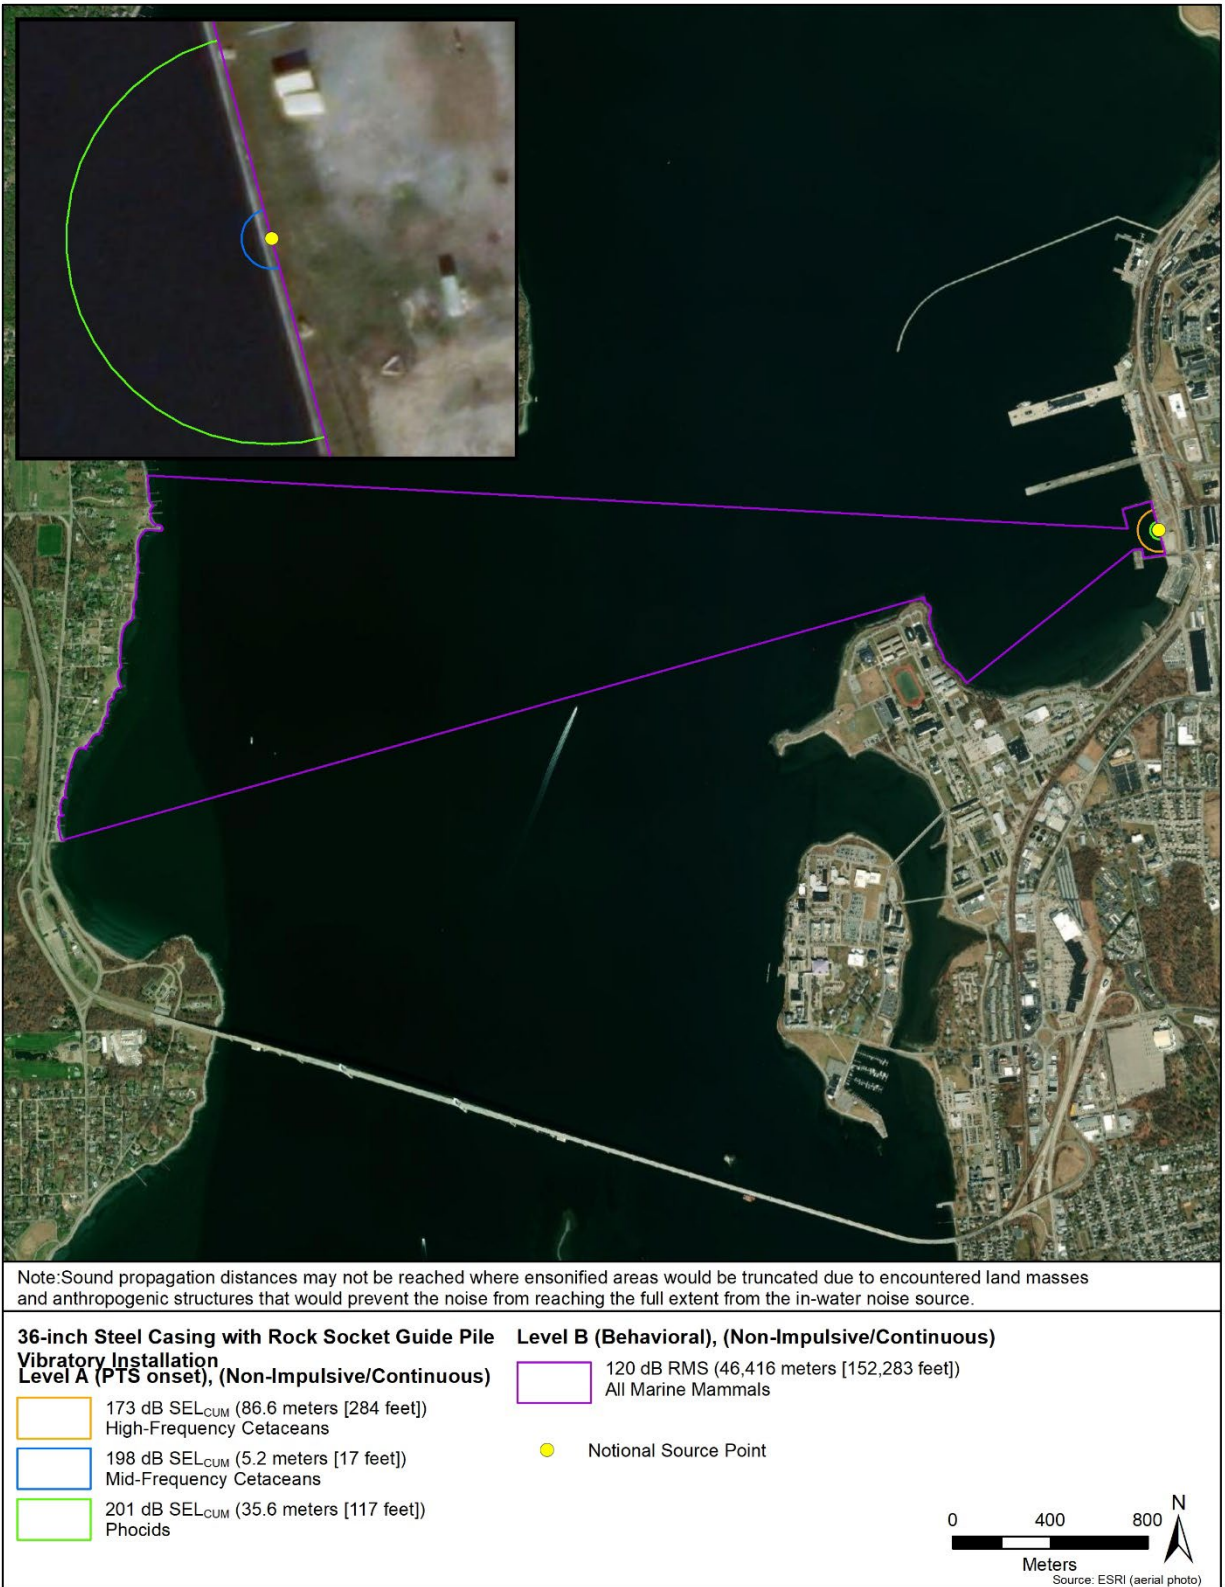 Note:Sound propagation distances may not be reached where ensonified areas would be truncated due to encountered land masses
and anthropogenic structures that would prevent the noise from reaching the full extent from the in-water noise source.
36-inch Steel Casing with Rock Socket Guide Pile
Vibratory Installation
Level A (PTS onset), (Non-Impulsive/Continuous)
173 dB SELCUM (86.6 meters [284 feet])
High-Frequency Cetaceans
198 dB SELCUM (5.2 meters [17 feet])
Mid-Frequency Cetaceans
201 dB SELCUM (35.6 meters [117 feet])
Phocids
Level B (Behavioral), (Non-Impulsive/Continuous)
120 dB RMS (46,416 meters [152,283 feet])
All Marine Mammals
Notional Source Point
N
0 400 800
Meters
Source: ESRI (aerial photo)